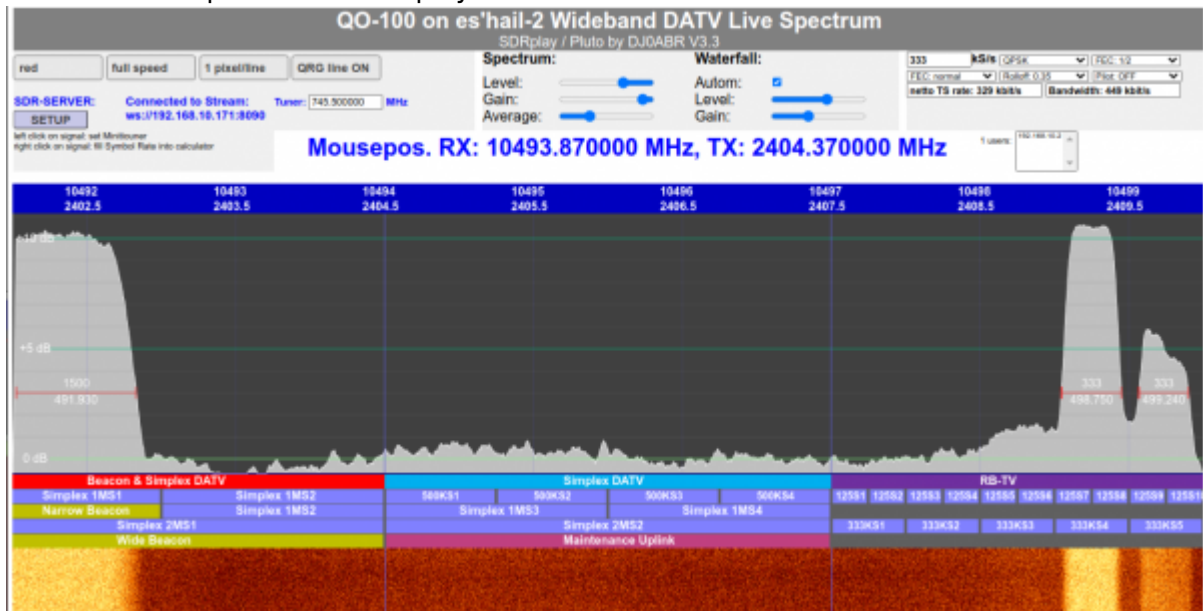 QO-100 on es'hail-2 Wideband DATV Live Spectrum
SDRplay / Pluto by DJ0ABR V3.3
red full speed 1 pixel/line QRG line ON
Spectrum: Waterfall:
Level: Autom:
Gain: Level:
Average: Gain:
333 kS/s QPSK FEC: 1/2
FEC: normal Rolloff: 0.35 Pilot: OFF
netto TS rate: 329 kbit/s Bandwidth: 449 kbit/s
SDR-SERVER: Connected to Stream: Tuner: 745.900000 MHz
SETUP ws://192.168.10.171:8090
left click on signal: set Minitiouner
right click on signal: fill Symbol Rate into calculator
Mousepos. RX: 10493.870000 MHz, TX: 2404.370000 MHz
1 users: 192.168.10.2
10492 10493 10494 10495 10496 10497 10498 10499
2402.5 2403.5 2404.5 2405.5 2406.5 2407.5 2408.5 2409.5
+5 dB
1500 333 333
491.930 498.750 499.240
0 dB
Beacon & Simplex DATV Simplex DATV RB-TV
Simplex 1MS1 Simplex 1MS2 500KS1 500KS2 500KS3 500KS4 125S1 125S2 125S3 125S4 125S5 125S6 125S7 125S8 125S9 125S10
Narrow Beacon Simplex 1MS2 Simplex 1MS3 Simplex 1MS4
Simplex 2MS1 Simplex 2MS2 333KS1 333KS2 333KS3 333KS4 333KS5
Wide Beacon Maintenance Uplink